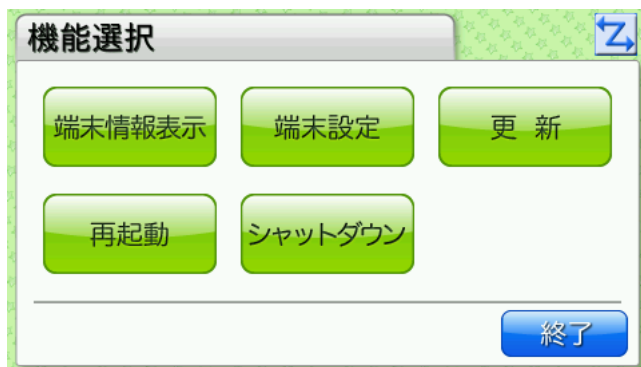 機能選択
Z
端末情報表示
端末設定
更 新
再起動
シャットダウン
終了